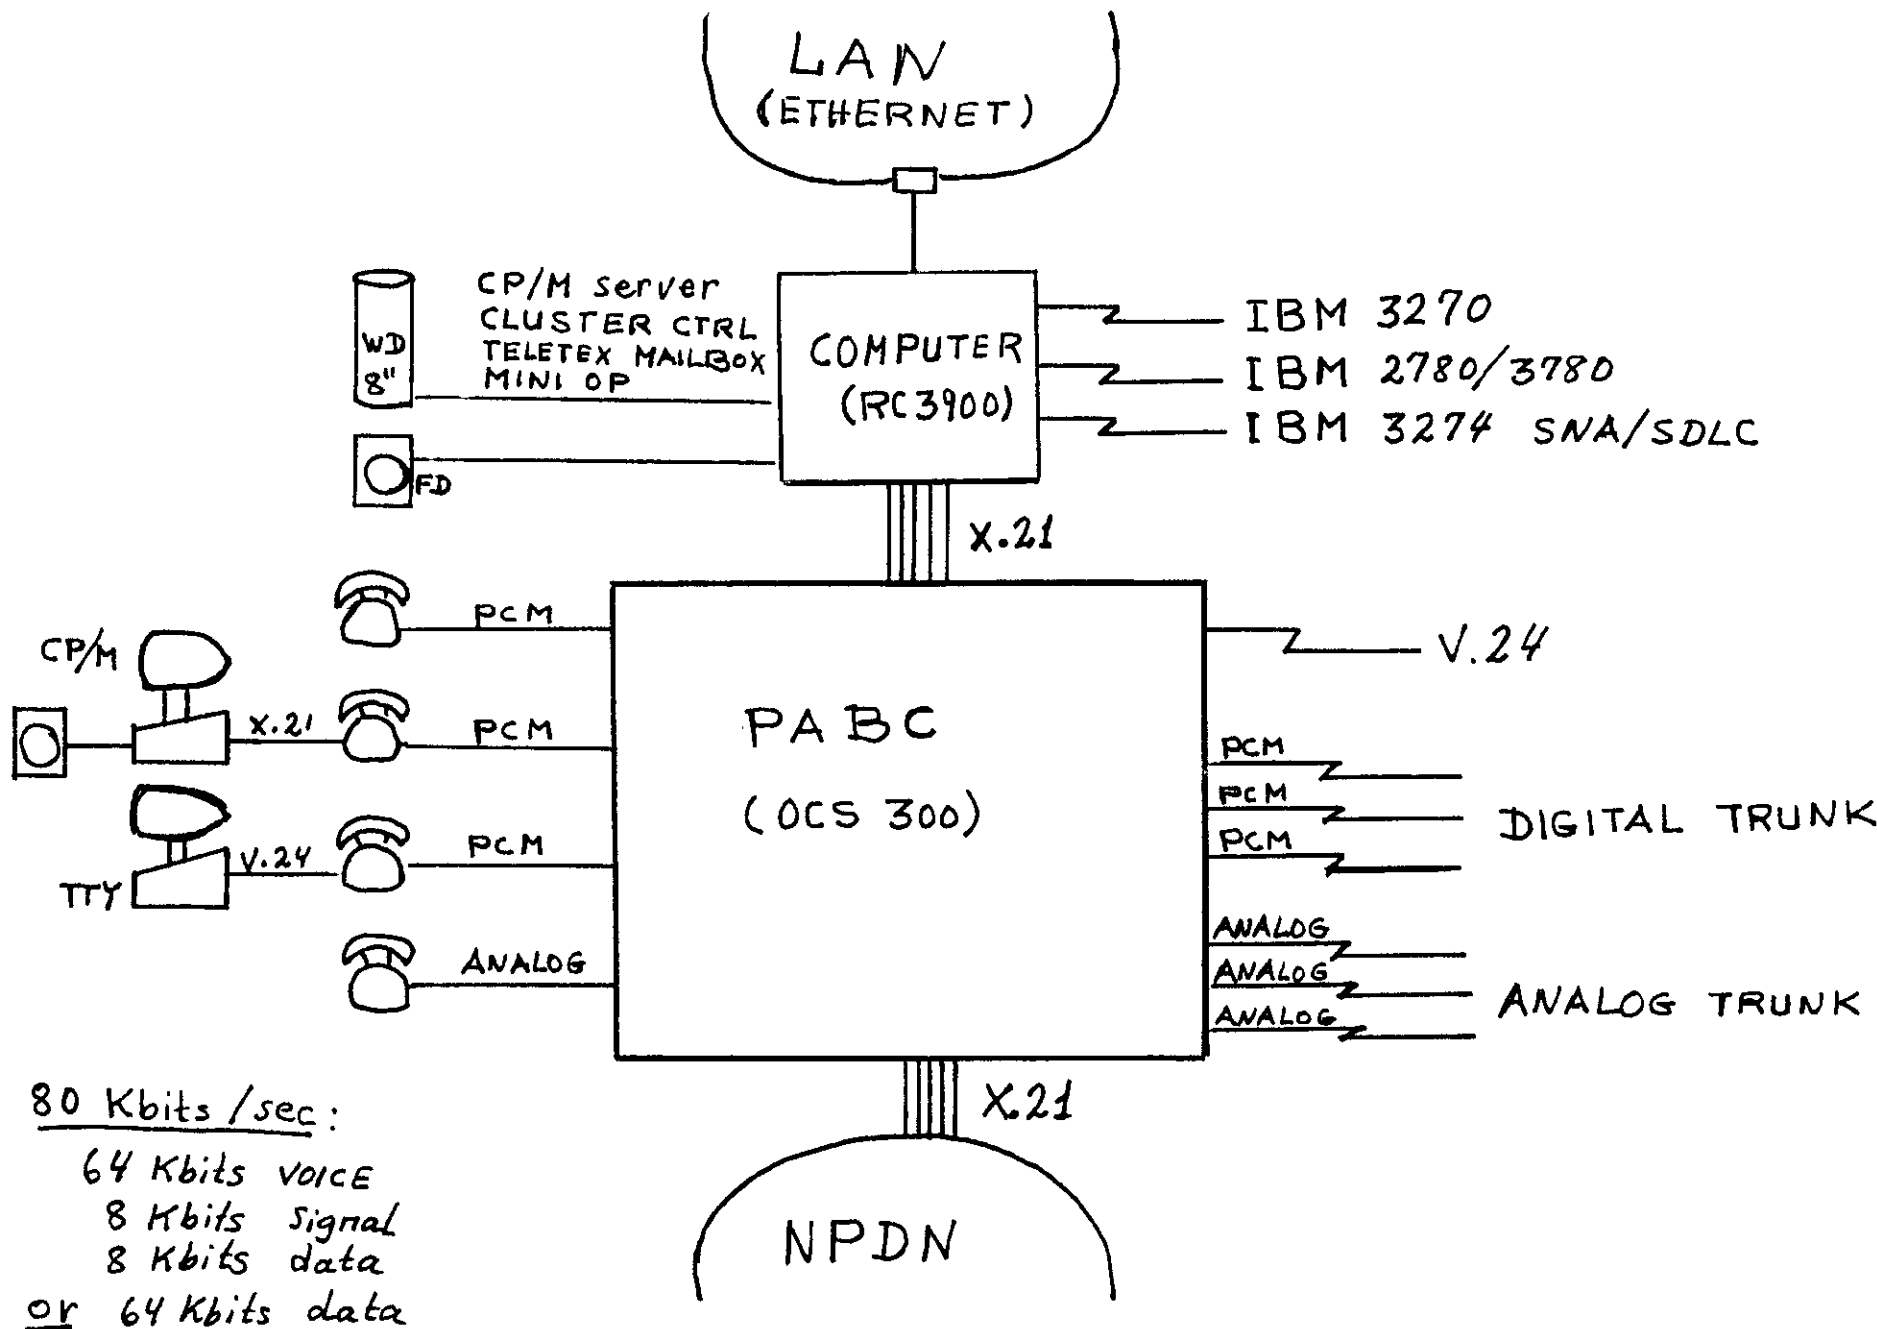 LAN
(ETHERNET)
CP/M server
CLUSTER CTRL
TELETEX MAILBOX
MINI OP
WD
8"
FD
COMPUTER
(RC3900)
IBM 3270
IBM 2780/3780
IBM 3274 SNA/SDLC
X.21
PCM
CP/M
X.21
PCM
TTY
V.24
PCM
ANALOG
PABC
(OCS 300)
V.24
PCM
PCM
PCM
DIGITAL TRUNK
ANALOG
ANALOG
ANALOG
ANALOG TRUNK
X.21
NPDN
80 Kbits/sec:
64 Kbits VOICE
8 Kbits signal
8 Kbits data
or 64 Kbits data